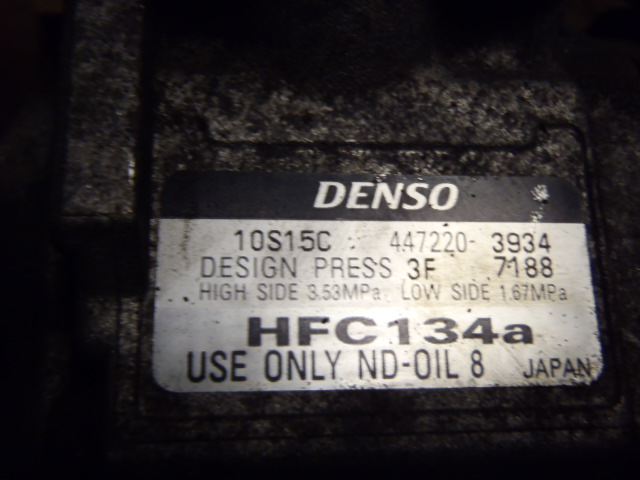 DENSO
10S15C 447220-3934
DESIGN PRESS 3F 7188
HIGH SIDE 3.53MPa LOW SIDE 1.67MPa
HFC134a
USE ONLY ND-OIL 8 JAPAN